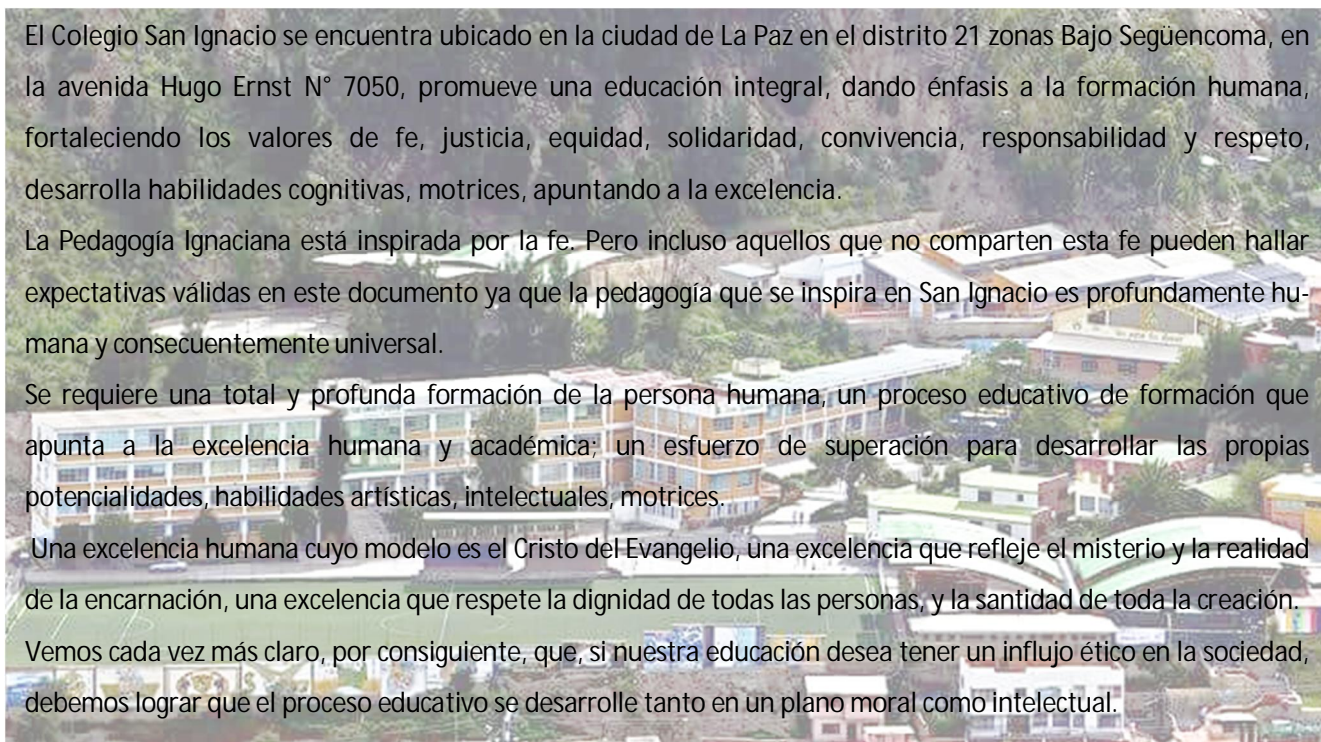 El Colegio San Ignacio se encuentra ubicado en la ciudad de La Paz en el distrito 21 zonas Bajo Següencoma, en
la avenida Hugo Ernst N° 7050, promueve una educación integral, dando énfasis a la formación humana,
fortaleciendo los valores de fe, justicia, equidad, solidaridad, convivencia, responsabilidad y respeto,
desarrolla habilidades cognitivas, motrices, apuntando a la excelencia.
La Pedagogía Ignaciana está inspirada por la fe. Pero incluso aquellos que no comparten esta fe pueden hallar
expectativas válidas en este documento ya que la pedagogía que se inspira en San Ignacio es profundamente hu-
mana y consecuentemente universal.
Se requiere una total y profunda formación de la persona humana, un proceso educativo de formación que
apunta a la excelencia humana y académica; un esfuerzo de superación para desarrollar las propias
potencialidades, habilidades artísticas, intelectuales, motrices.
Una excelencia humana cuyo modelo es el Cristo del Evangelio, una excelencia que refleje el misterio y la realidad
de la encarnación, una excelencia que respete la dignidad de todas las personas, y la santidad de toda la creación.
Vemos cada vez más claro, por consiguiente, que, si nuestra educación desea tener un influjo ético en la sociedad,
debemos lograr que el proceso educativo se desarrolle tanto en un plano moral como intelectual.